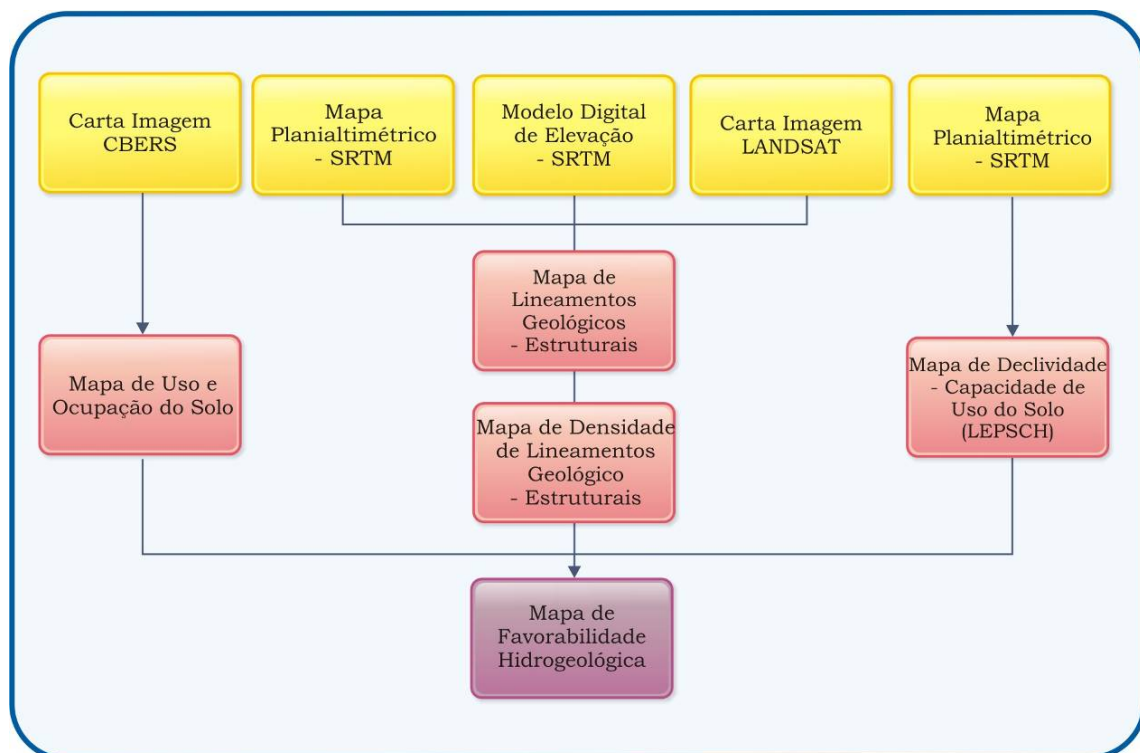 Carta Imagem
CBERS
Mapa
Planialtimétrico
- SRTM
Modelo Digital
de Elevação
- SRTM
Carta Imagem
LANDSAT
Mapa
Planialtimétrico
- SRTM
Mapa de
Lineamentos
Geológicos
- Estruturais
Mapa de Uso e
Ocupação do Solo
Mapa de Declividade
- Capacidade de
Uso do Solo
(LEPSCH)
Mapa de Densidade
de Lineamentos
Geológico
- Estruturais
Mapa de
Favorabilidade
Hidrogeológica